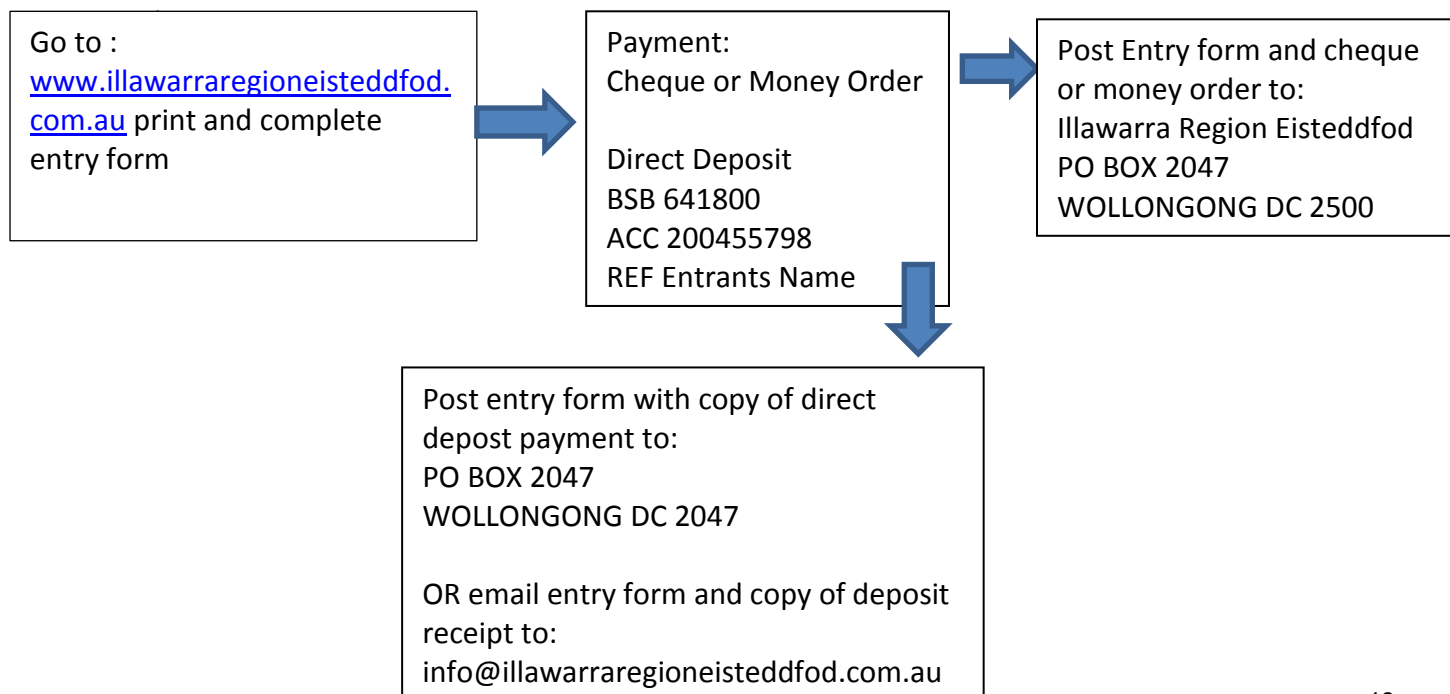 Go to :
www.illawarraregioneisteddfod.
com.au print and complete
entry form
Payment:
Cheque or Money Order
Direct Deposit
BSB 641800
ACC 200455798
REF Entrants Name
Post Entry form and cheque
or money order to:
Illawarra Region Eisteddfod
PO BOX 2047
WOLLONGONG DC 2500
Post entry form with copy of direct
depost payment to:
PO BOX 2047
WOLLONGONG DC 2047
OR email entry form and copy of deposit
receipt to:
info@illawarraregioneisteddfod.com.au